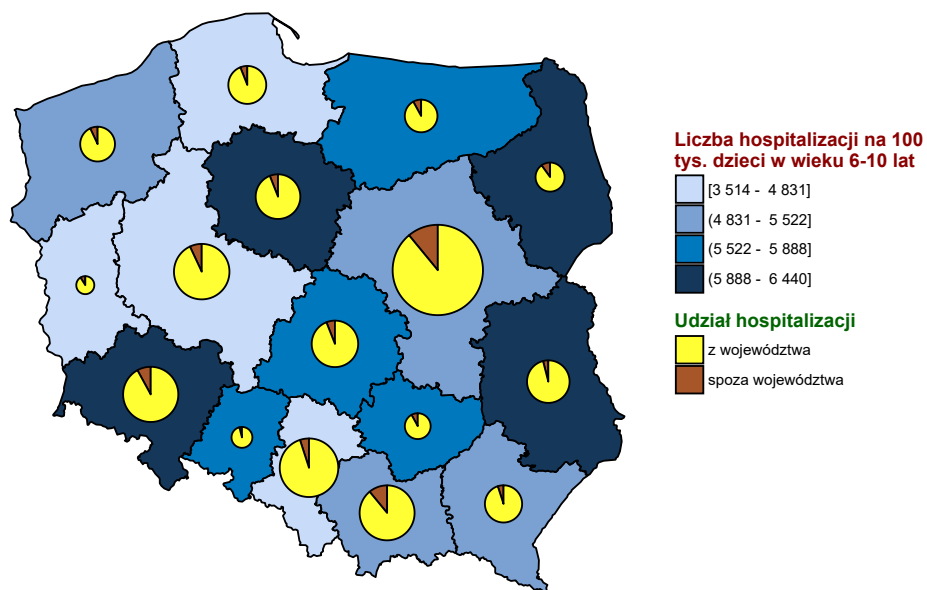 Liczba hospitalizacji na 100
tys. dzieci w wieku 6-10 lat
[3 514 - 4 831]
(4 831 - 5 522]
(5 522 - 5 888]
(5 888 - 6 440]
Udział hospitalizacji
z województwa
spoza województwa